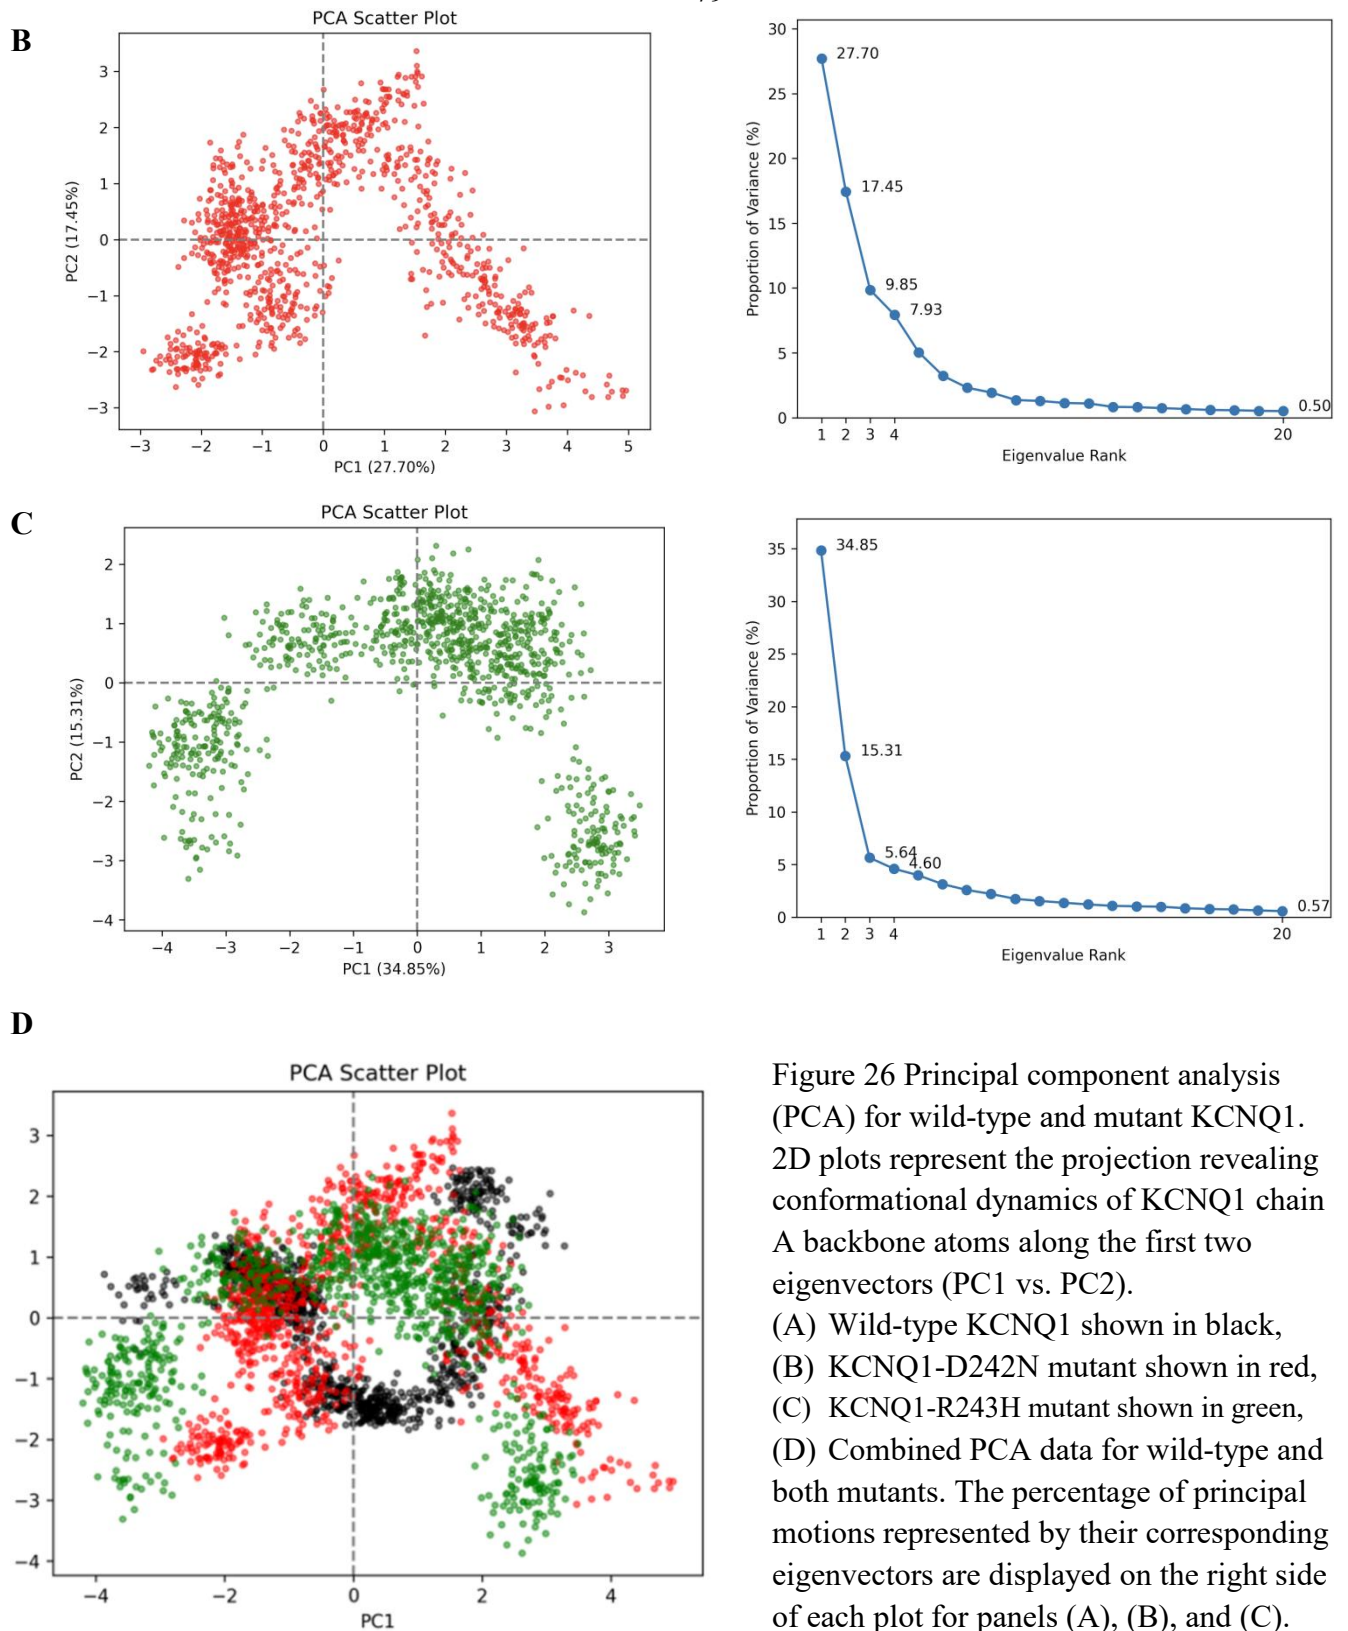 B
PCA Scatter Plot
3
2
1
0
−1
−2
−3
PC2 (17.45%)
−3 −2 −1 0 1 2 3 4 5
PC1 (27.70%)
30
25
20
15
10
5
0
Proportion of Variance (%)
27.70
17.45
9.85
7.93
0.50
1 2 3 4 20
Eigenvalue Rank
C
PCA Scatter Plot
2
1
0
−1
−2
−3
−4
PC2 (15.31%)
−4 −3 −2 −1 0 1 2 3
PC1 (34.85%)
35
30
25
20
15
10
5
0
Proportion of Variance (%)
34.85
15.31
5.64
4.60
0.57
1 2 3 4 20
Eigenvalue Rank
D
PCA Scatter Plot
3
2
1
0
−1
−2
−3
−4
−4 −2 0 2 4
PC1
Figure 26 Principal component analysis
(PCA) for wild-type and mutant KCNQ1.
2D plots represent the projection revealing
conformational dynamics of KCNQ1 chain
A backbone atoms along the first two
eigenvectors (PC1 vs. PC2).
(A) Wild-type KCNQ1 shown in black,
(B) KCNQ1-D242N mutant shown in red,
(C) KCNQ1-R243H mutant shown in green,
(D) Combined PCA data for wild-type and
both mutants. The percentage of principal
motions represented by their corresponding
eigenvectors are displayed on the right side
of each plot for panels (A), (B), and (C).